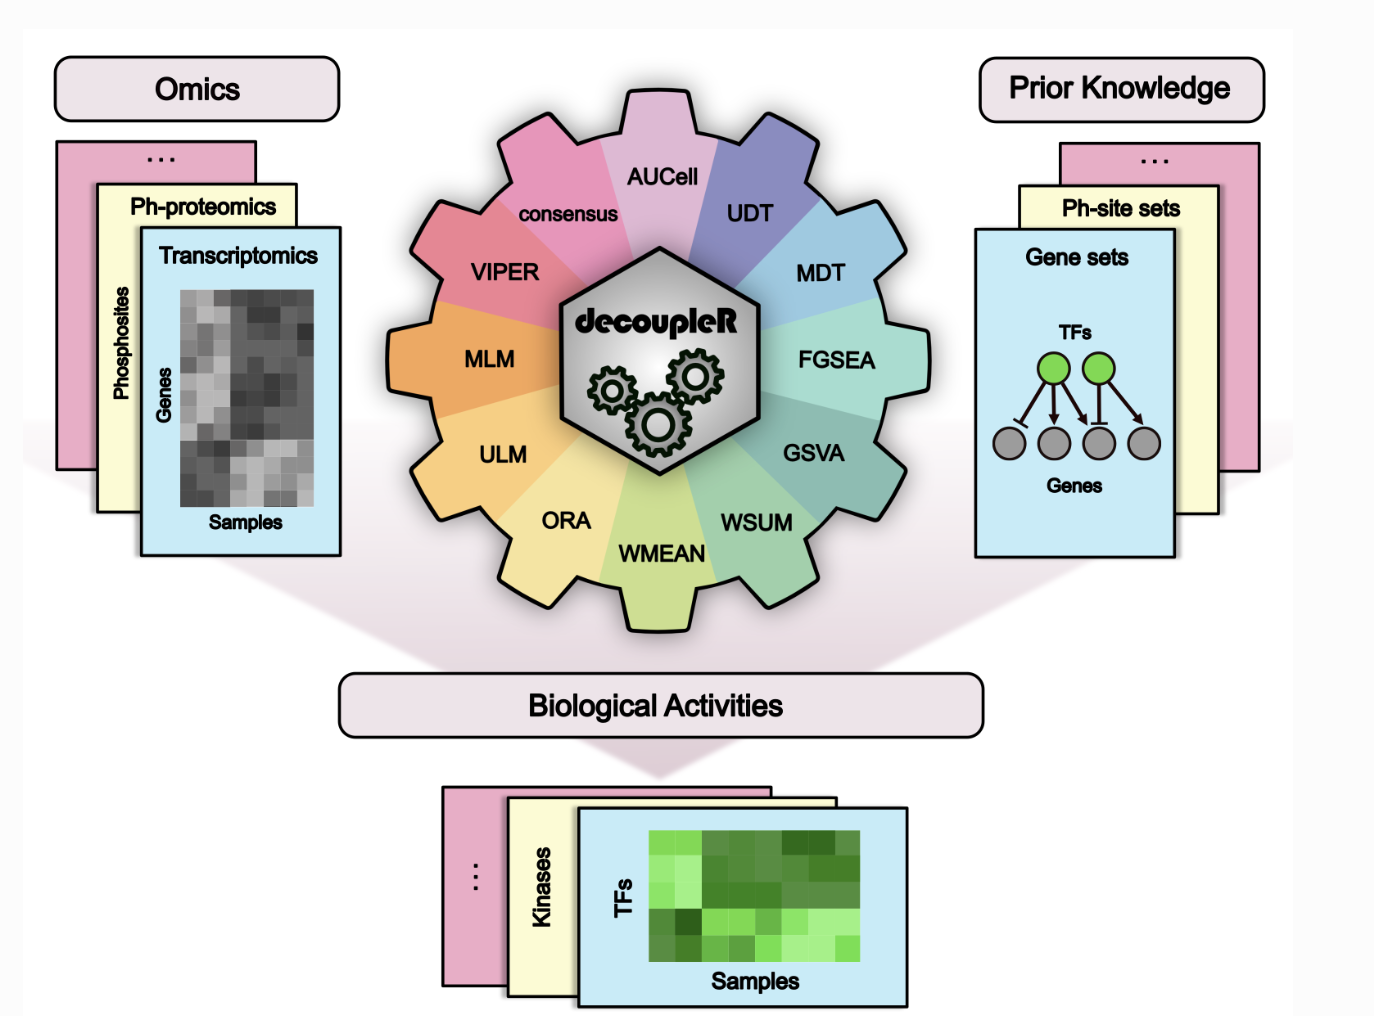 Omics
...
Ph-proteomics
Phosphosites
Transcriptomics
Genes
Samples
AUCell
UDT
MDT
FGSEA
GSVA
WSUM
WMEAN
ORA
ULM
MLM
VIPER
consensus
decoupleR
Prior Knowledge
...
Ph-site sets
Gene sets
TFs
Genes
Biological Activities
...
Kinases
TFs
Samples